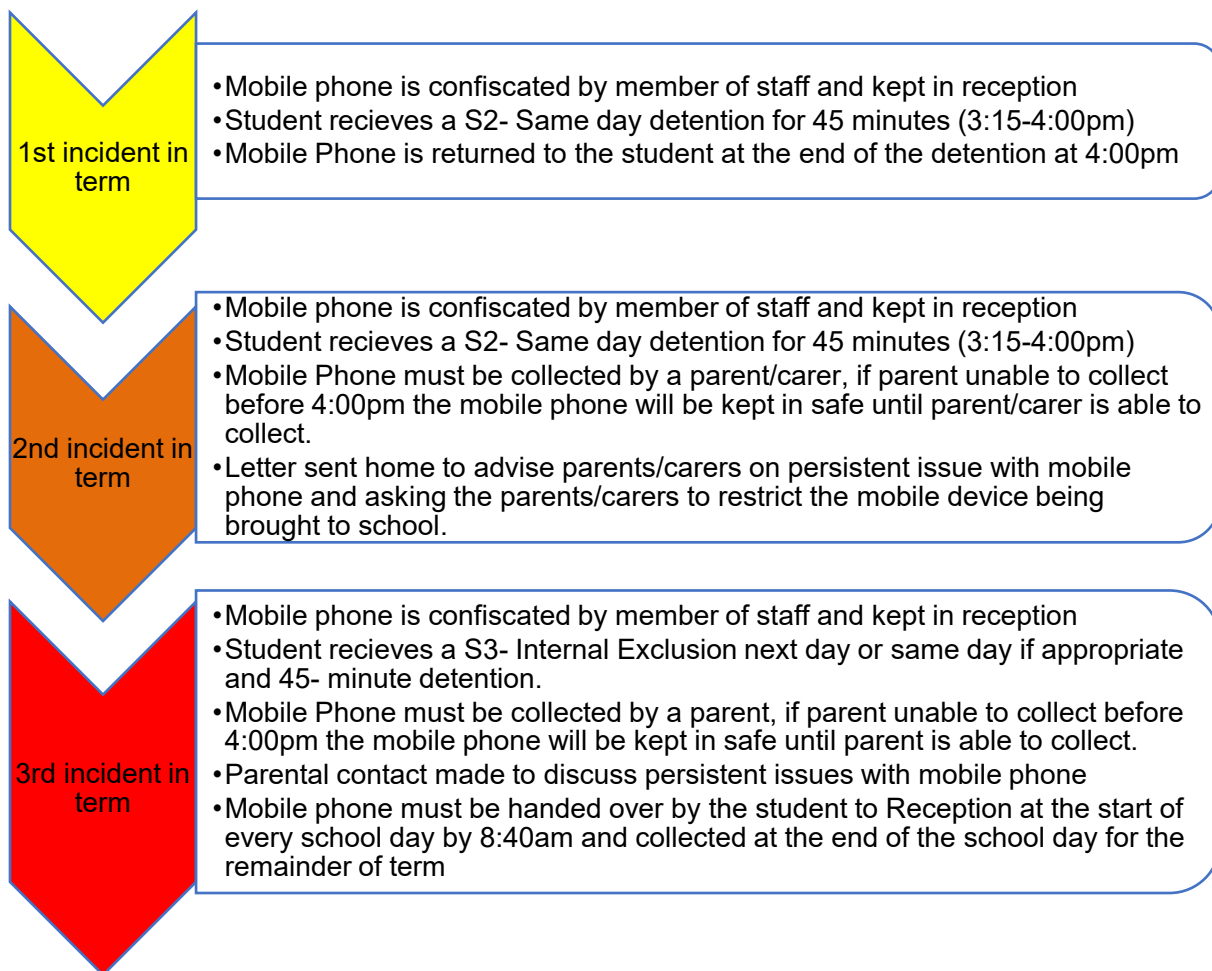 1st incident in
term
•Mobile phone is confiscated by member of staff and kept in reception
•Student recieves a S2- Same day detention for 45 minutes (3:15-4:00pm)
•Mobile Phone is returned to the student at the end of the detention at 4:00pm
2nd incident in
term
•Mobile phone is confiscated by member of staff and kept in reception
•Student recieves a S2- Same day detention for 45 minutes (3:15-4:00pm)
•Mobile Phone must be collected by a parent/carer, if parent unable to collect
before 4:00pm the mobile phone will be kept in safe until parent/carer is able to
collect.
•Letter sent home to advise parents/carers on persistent issue with mobile
phone and asking the parents/carers to restrict the mobile device being
brought to school.
3rd incident in
term
•Mobile phone is confiscated by member of staff and kept in reception
•Student recieves a S3- Internal Exclusion next day or same day if appropriate
and 45- minute detention.
•Mobile Phone must be collected by a parent, if parent unable to collect before
4:00pm the mobile phone will be kept in safe until parent is able to collect.
•Parental contact made to discuss persistent issues with mobile phone
•Mobile phone must be handed over by the student to Reception at the start of
every school day by 8:40am and collected at the end of the school day for the
remainder of term